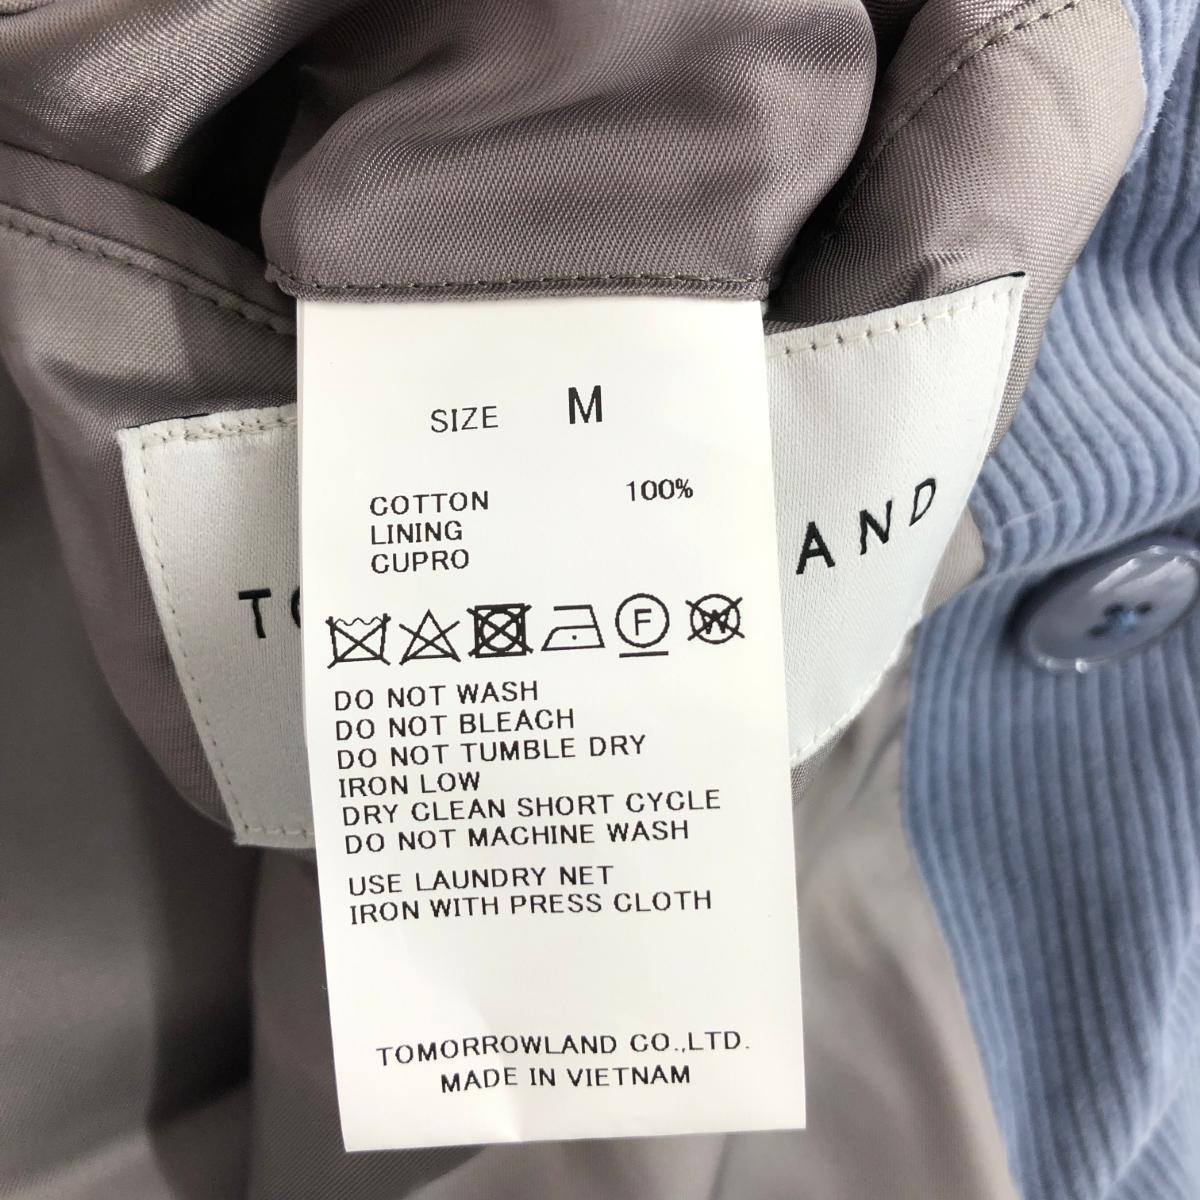 SIZE M
COTTON 100%
LINING
CUPRO
F W
DO NOT WASH
DO NOT BLEACH
DO NOT TUMBLE DRY
IRON LOW
DRY CLEAN SHORT CYCLE
DO NOT MACHINE WASH
USE LAUNDRY NET
IRON WITH PRESS CLOTH
TOMORROWLAND CO.,LTD.
MADE IN VIETNAM